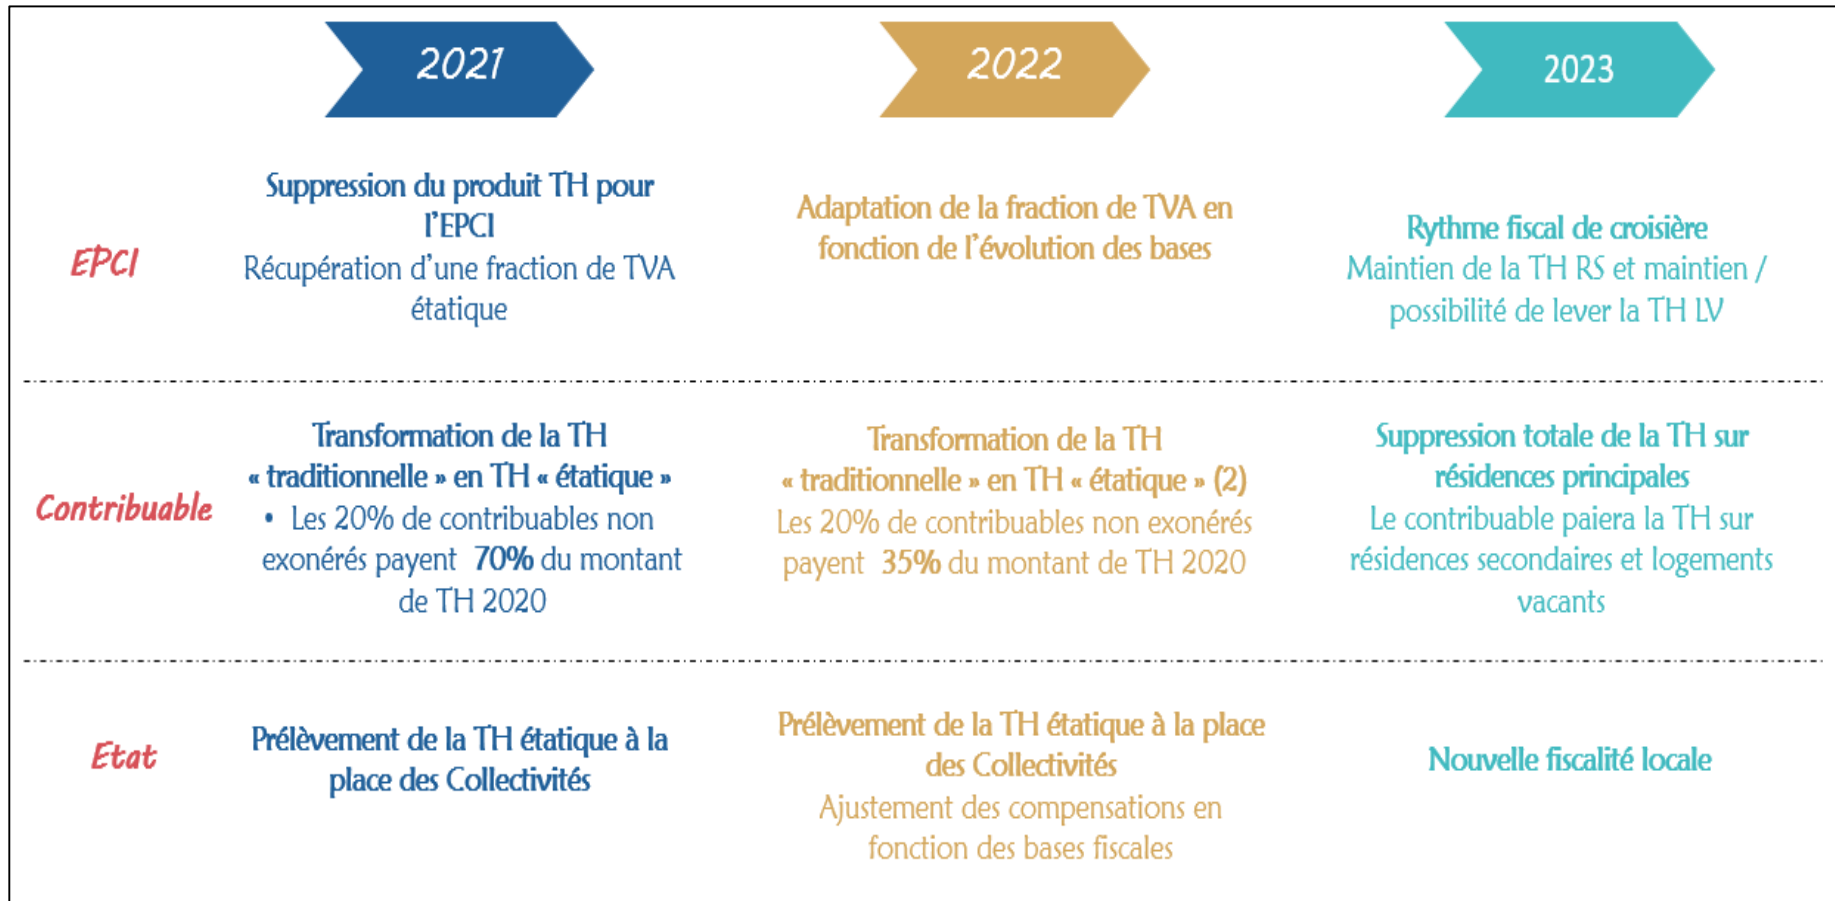 2021
2022
2023
EPCI
Suppression du produit TH pour
l'EPCI
Récupération d'une fraction de TVA
étatique
Adaptation de la fraction de TVA en
fonction de l'évolution des bases
Rythme fiscal de croisière
Maintien de la TH RS et maintien /
possibilité de lever la TH LV
Contribuable
Transformation de la TH
« traditionnelle » en TH « étatique »
• Les 20% de contribuables non
exonérés payent 70% du montant
de TH 2020
Transformation de la TH
« traditionnelle » en TH « étatique » (2)
Les 20% de contribuables non exonérés
payent 35% du montant de TH 2020
Suppression totale de la TH sur
résidences principales
Le contribuable paiera la TH sur
résidences secondaires et logements
vacants
Etat
Prélèvement de la TH étatique à la
place des Collectivités
Prélèvement de la TH étatique à la place
des Collectivités
Ajustement des compensations en
fonction des bases fiscales
Nouvelle fiscalité locale